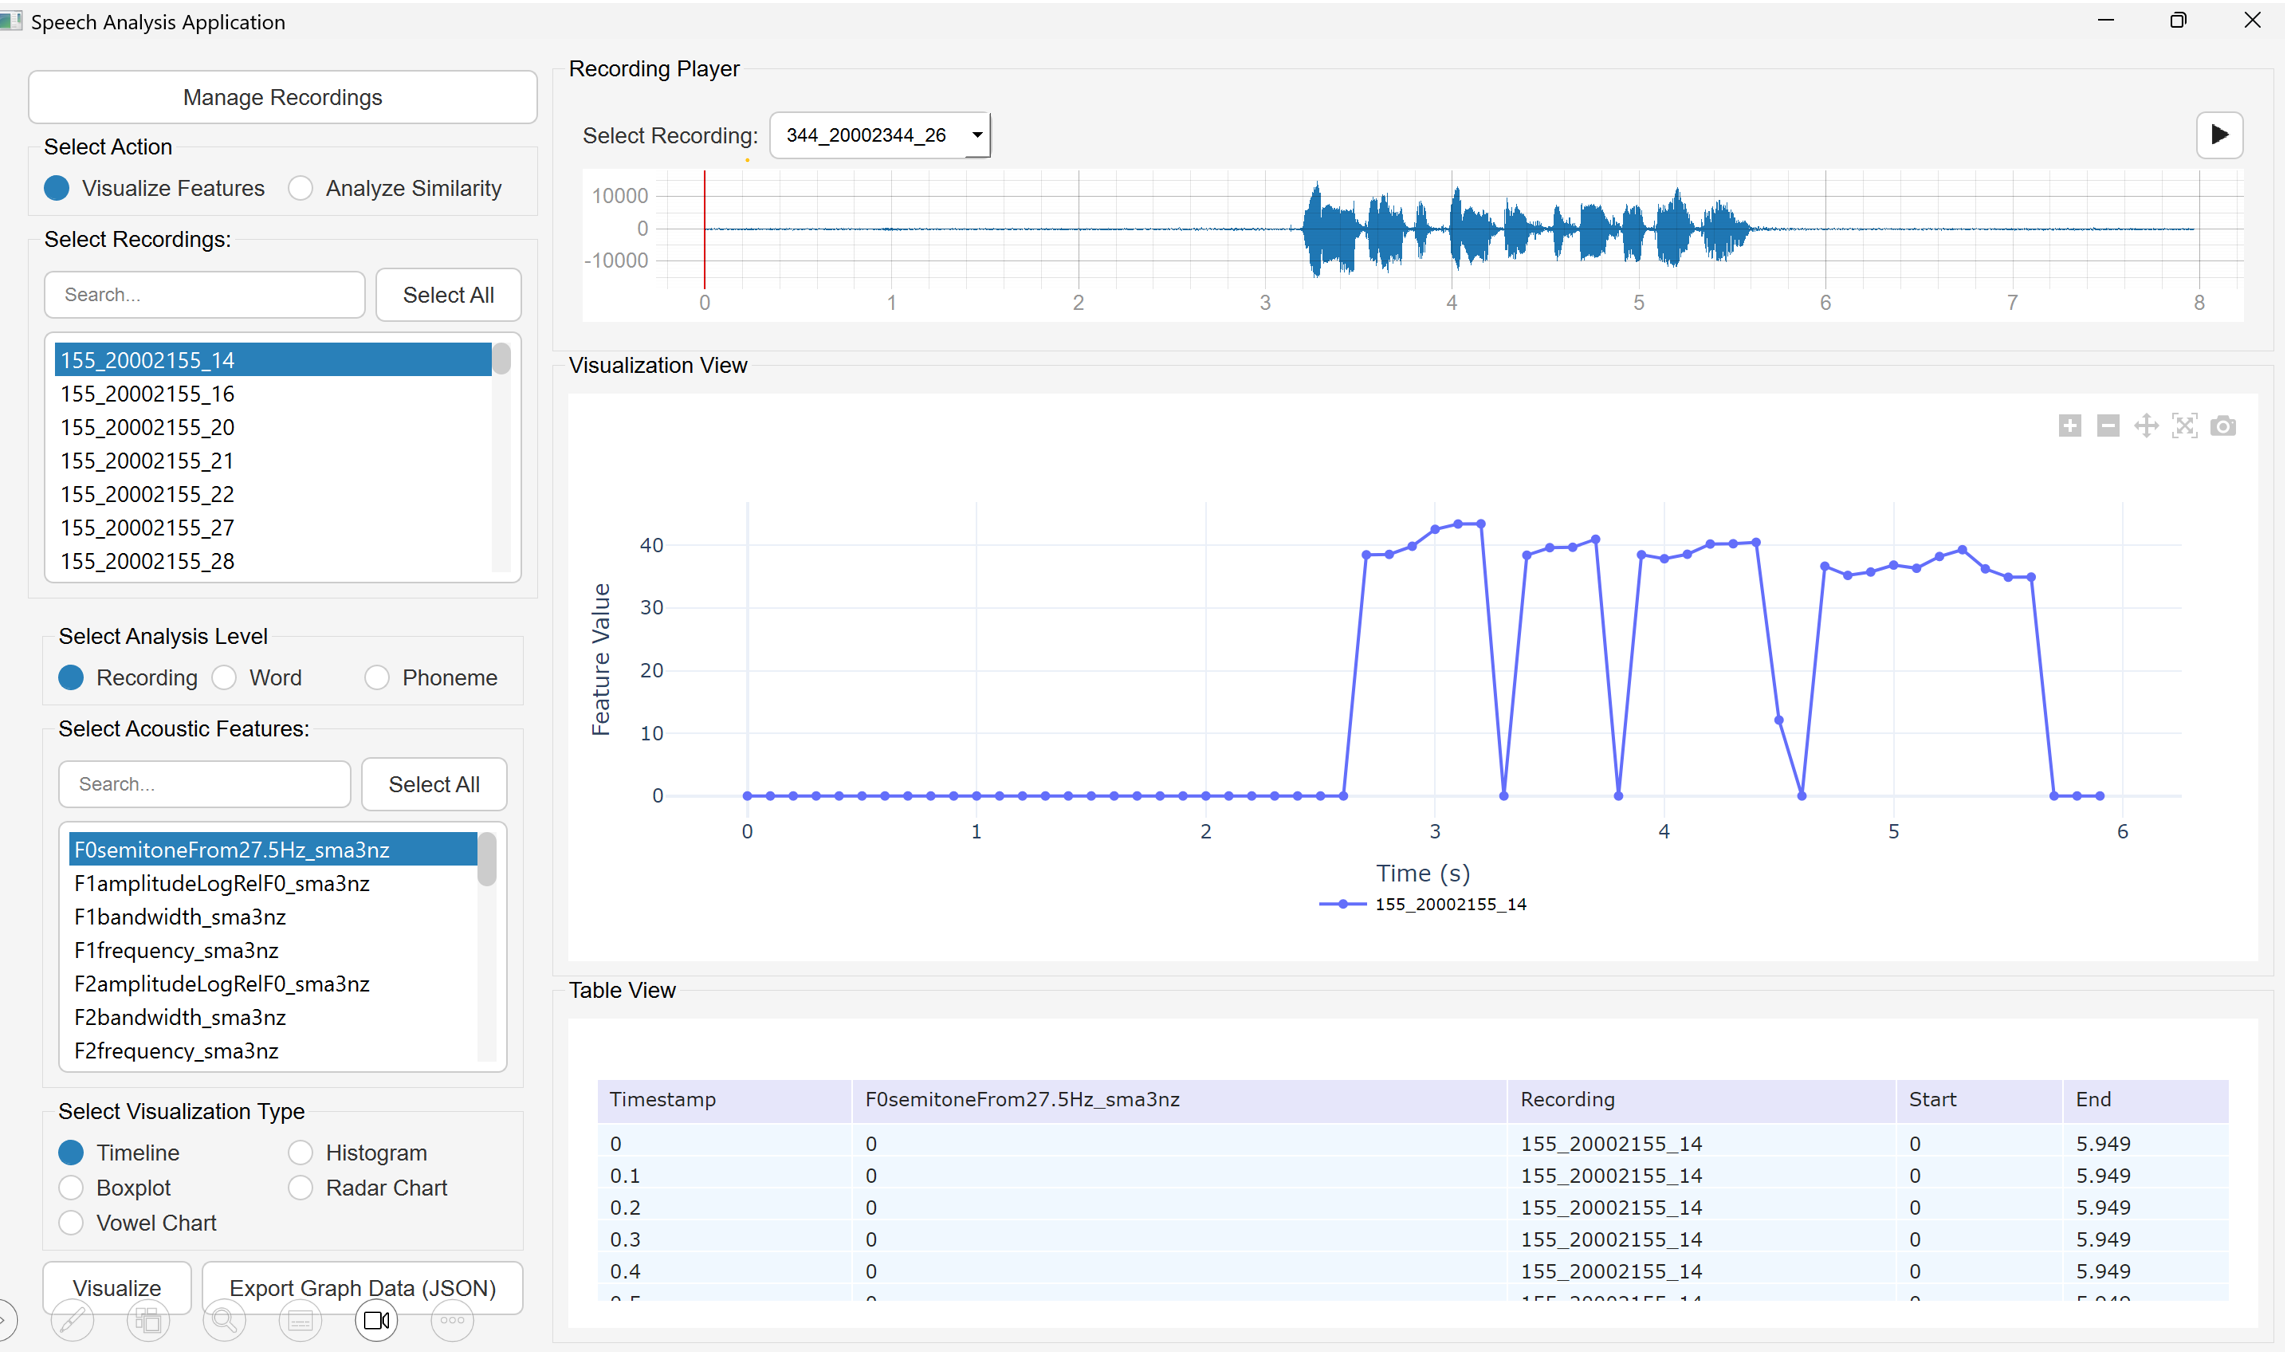 Speech Analysis Application
Manage Recordings
Select Action
Visualize Features
Analyze Similarity
Select Recordings:
Search...
Select All
155_20002155_14
155_20002155_16
155_20002155_20
155_20002155_21
155_20002155_22
155_20002155_27
155_20002155_28
Select Analysis Level
Recording
Word
Phoneme
Select Acoustic Features:
Search...
Select All
F0semitoneFrom27.5Hz_sma3nz
F1amplitudeLogRelF0_sma3nz
F1bandwidth_sma3nz
F1frequency_sma3nz
F2amplitudeLogRelF0_sma3nz
F2bandwidth_sma3nz
F2frequency_sma3nz
Select Visualization Type
Timeline
Histogram
Boxplot
Radar Chart
Vowel Chart
Visualize
Export Graph Data (JSON)
Recording Player
Select Recording:
344_20002344_26
10000
0
-10000
0 1 2 3 4 5 6 7 8
Visualization View
40
30
20
10
0
Feature Value
0 1 2 3 4 5 6
Time (s)
155_20002155_14
Table View
Timestamp F0semitoneFrom27.5Hz_sma3nz Recording Start End
0 0 155_20002155_14 0 5.949
0.1 0 155_20002155_14 0 5.949
0.2 0 155_20002155_14 0 5.949
0.3 0 155_20002155_14 0 5.949
0.4 0 155_20002155_14 0 5.949